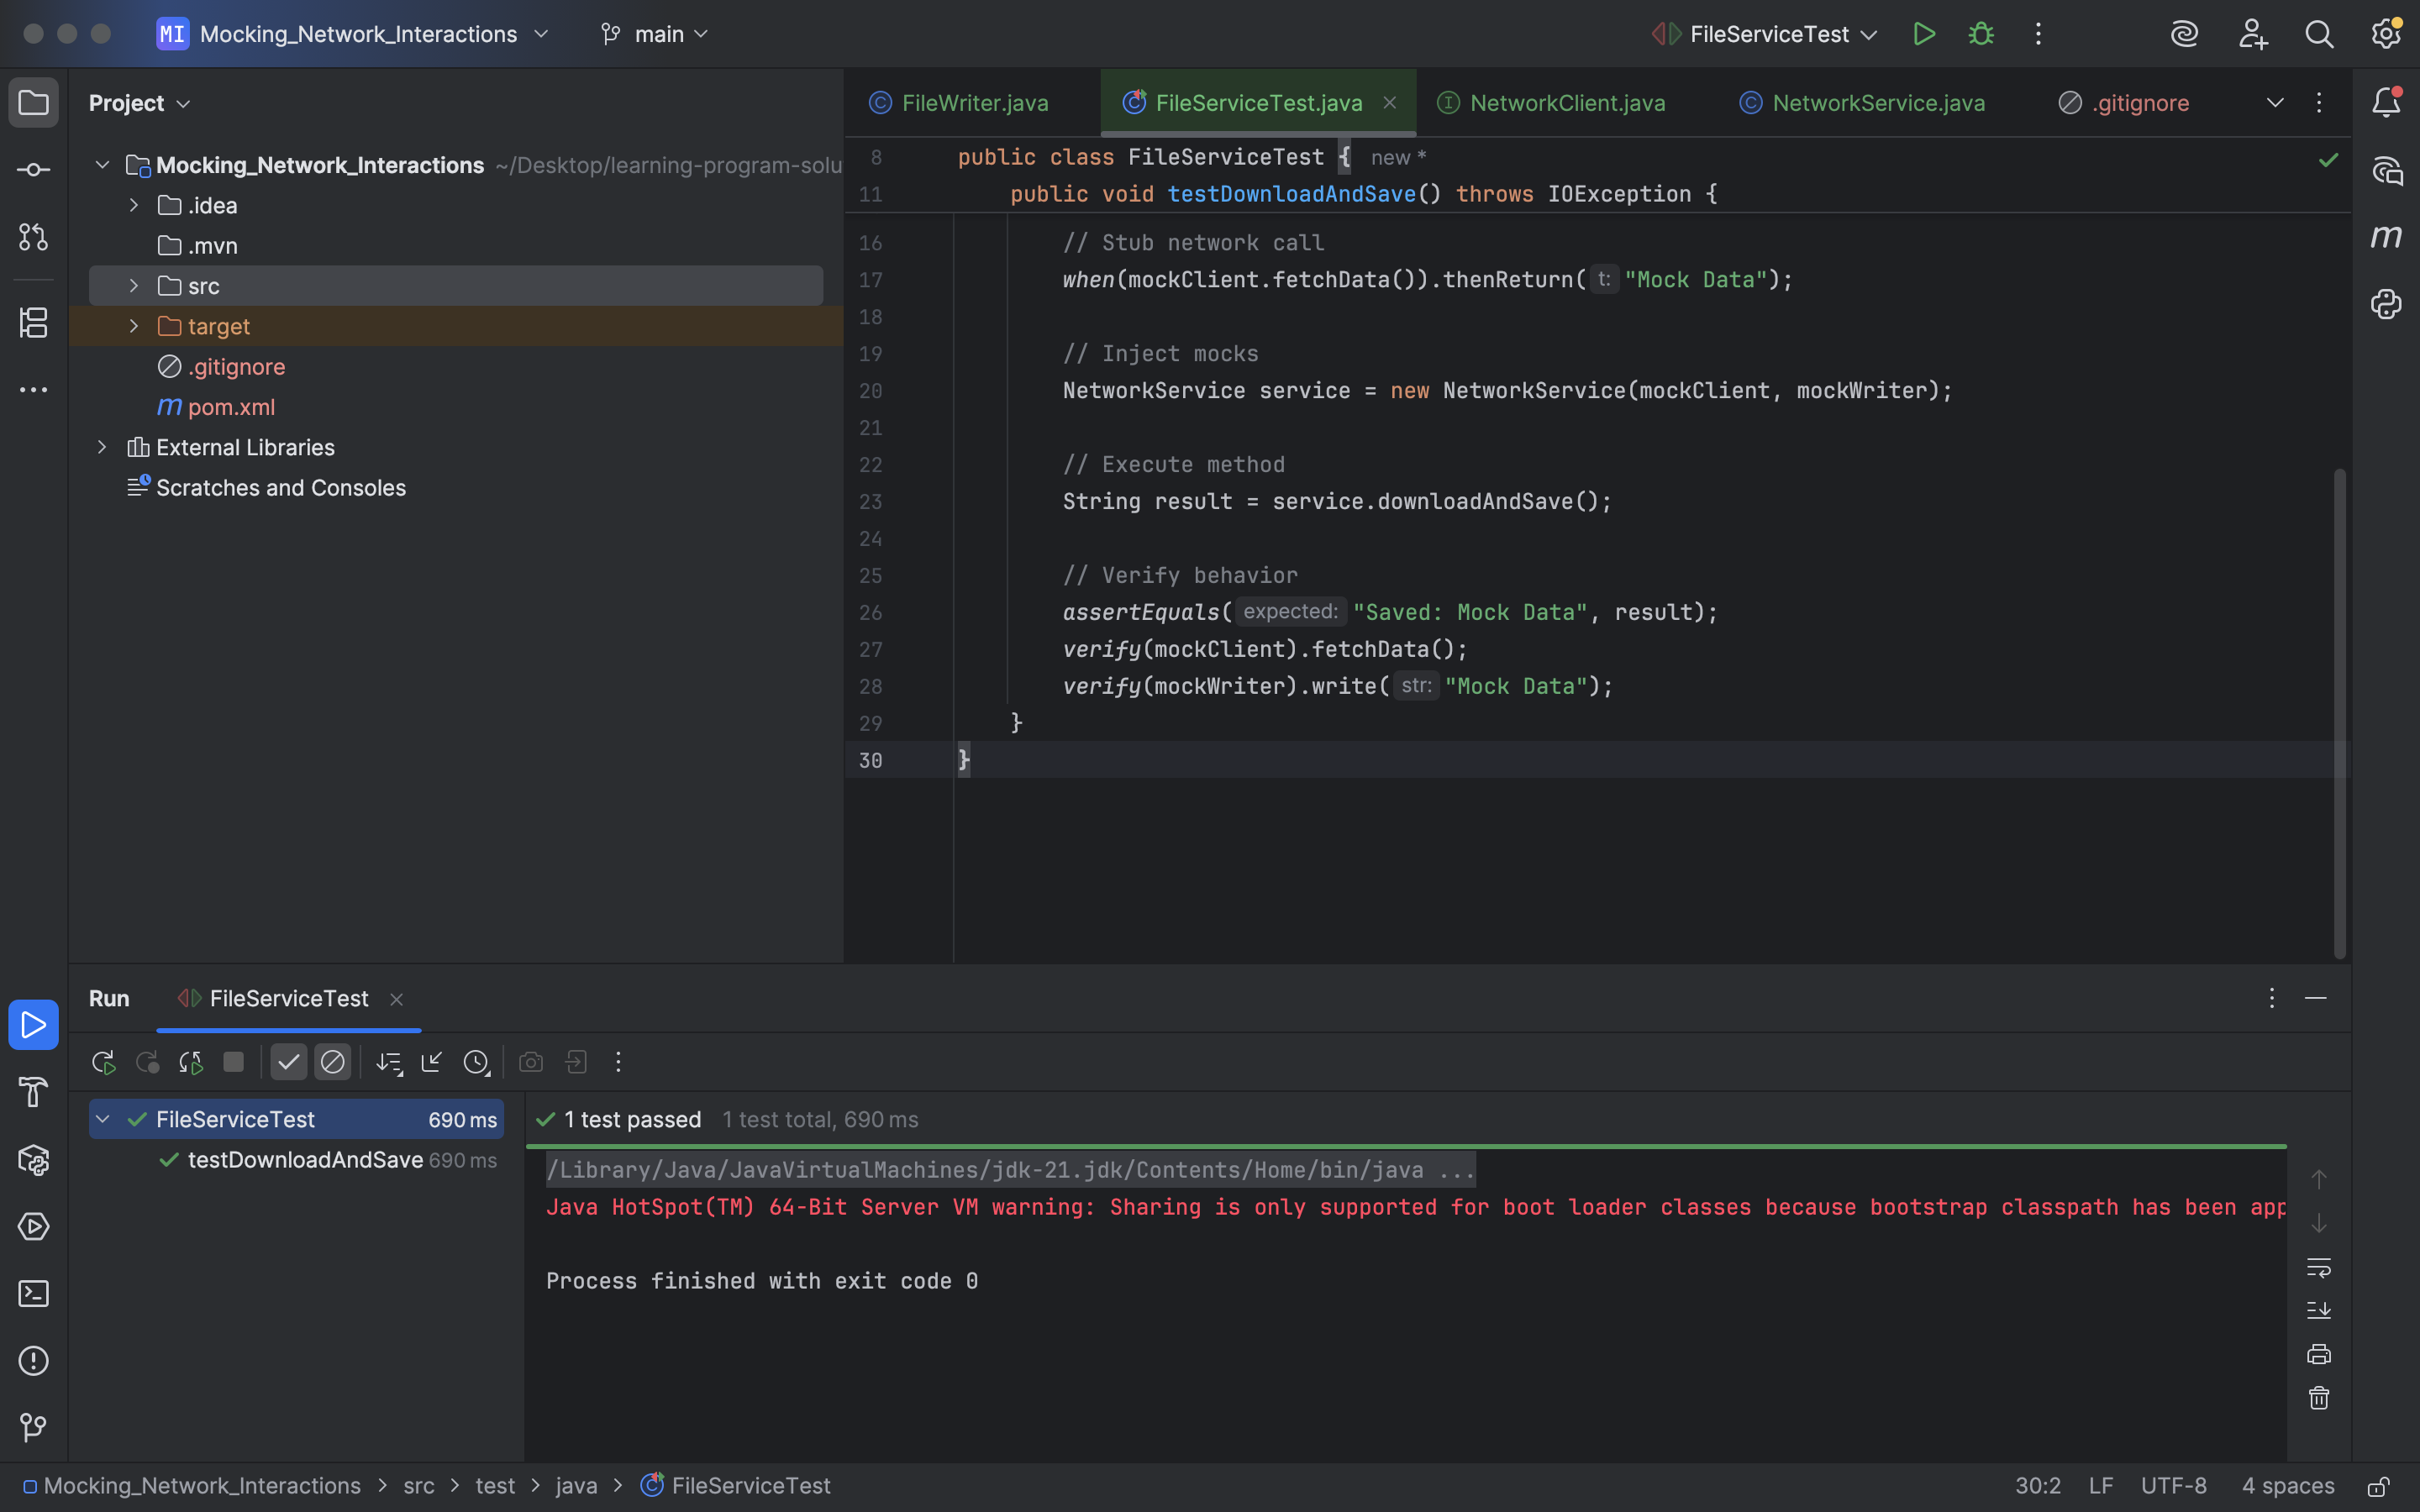 MI Mocking_Network_Interactions main FileServiceTest
Project
Mocking_Network_Interactions ~/Desktop/learning-program-solu
.idea
.mvn
src
target
.gitignore
m pom.xml
External Libraries
Scratches and Consoles
FileWriter.java FileServiceTest.java NetworkClient.java NetworkService.java .gitignore
8 public class FileServiceTest { new *
11 public void testDownloadAndSave() throws IOException {
16 // Stub network call
17 when(mockClient.fetchData()).thenReturn( t: "Mock Data");
18
19 // Inject mocks
20 NetworkService service = new NetworkService(mockClient, mockWriter);
21
22 // Execute method
23 String result = service.downloadAndSave();
24
25 // Verify behavior
26 assertEquals( expected: "Saved: Mock Data", result);
27 verify(mockClient).fetchData();
28 verify(mockWriter).write( str: "Mock Data");
29 }
30 }
m
Run FileServiceTest
FileServiceTest 690 ms
testDownloadAndSave 690 ms
1 test passed 1 test total, 690 ms
/Library/Java/JavaVirtualMachines/jdk-21.jdk/Contents/Home/bin/java ...
Java HotSpot(TM) 64-Bit Server VM warning: Sharing is only supported for boot loader classes because bootstrap classpath has been app
Process finished with exit code 0
Mocking_Network_Interactions > src > test > java > FileServiceTest
30:2 LF UTF-8 4 spaces